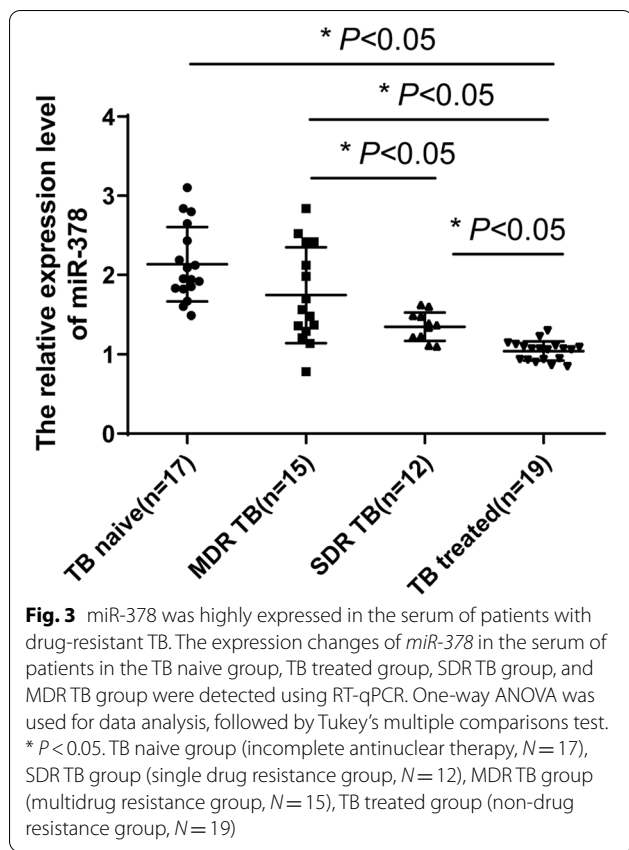 * P<0.05
* P<0.05
* P<0.05
* P<0.05
The relative expression level
of miR-378
4
3
2
1
0
TB naive(n=17)
MDR TB(n=15)
SDR TB(n=12)
TB treated(n=19)
Fig. 3 miR-378 was highly expressed in the serum of patients with
drug-resistant TB. The expression changes of miR-378 in the serum of
patients in the TB naive group, TB treated group, SDR TB group, and
MDR TB group were detected using RT-qPCR. One-way ANOVA was
used for data analysis, followed by Tukey's multiple comparisons test.
* P < 0.05. TB naive group (incomplete antinuclear therapy, N = 17),
SDR TB group (single drug resistance group, N = 12), MDR TB group
(multidrug resistance group, N = 15), TB treated group (non-drug
resistance group, N = 19)